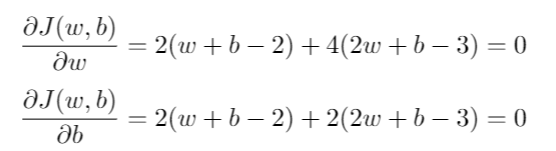 ∂J(w, b)/∂w = 2(w + b − 2) + 4(2w + b − 3) = 0
∂J(w, b)/∂b = 2(w + b − 2) + 2(2w + b − 3) = 0